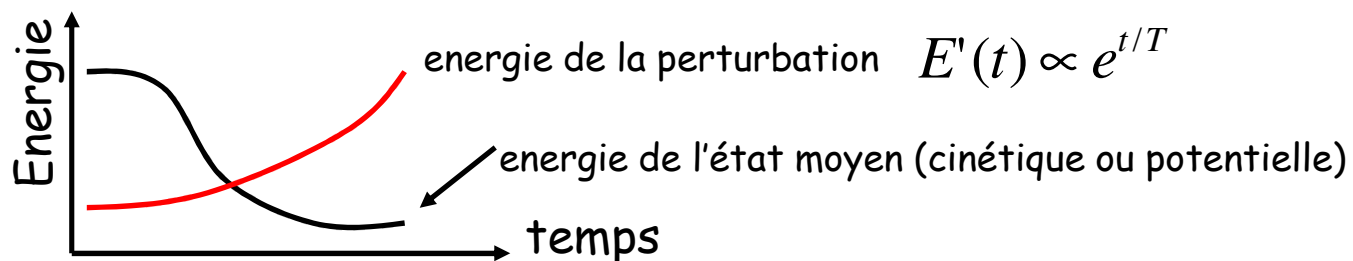 Energie
energie de la perturbation E'(t) ∝ e^{t/T}
energie de l'état moyen (cinétique ou potentielle)
temps